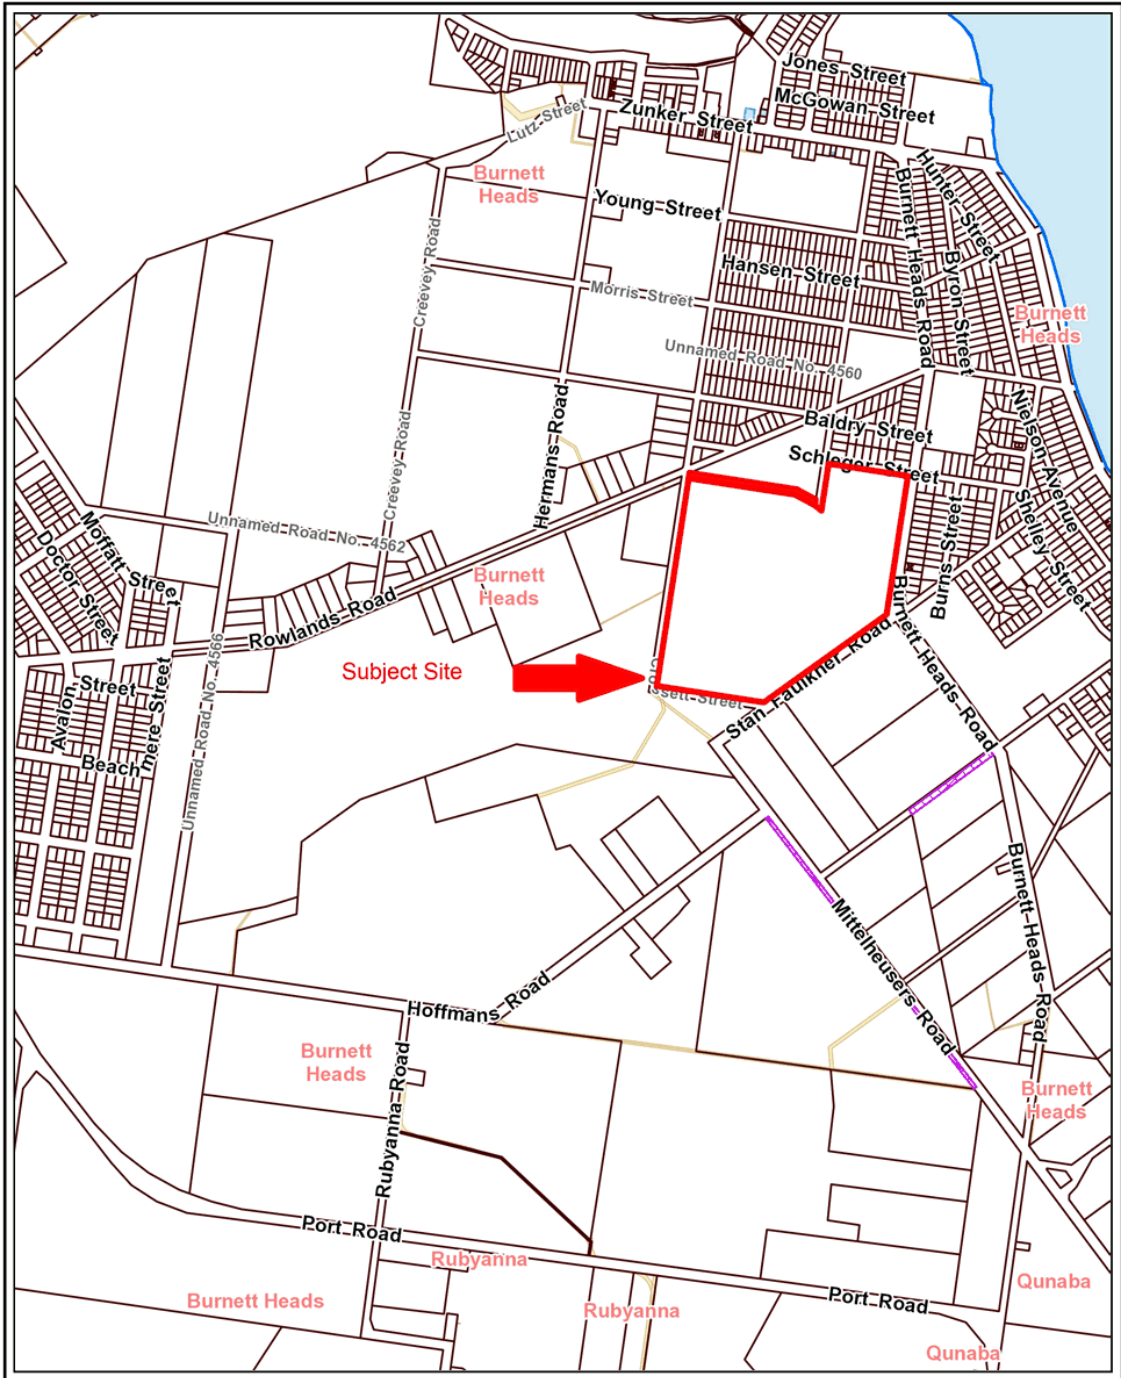 Jones Street
McGowan Street
Zunker Street
Lutz Street
Hunter Street
Burnett
Heads
Young Street
Burnett Heads Road
Byron Street
Hansen Street
Creevey Road
Morris Street
Burnett
Heads
Unnamed Road No. 4560
Hermans Road
Nielson Avenue
Baldry Street
Creevey Road
Schleger Street
Shelley Street
Burns Street
Unnamed Road No. 4562
Moffatt Street
Doctor Street
Burnett
Heads
Burnett Heads Road
Rowlands Road
Stan Faulkner Road
Unnamed Road No. 4566
Subject Site
Street
Avalon
mere Street
Beach
Burnett Heads Road
Mittelheusers Road
Hoffmans Road
Burnett
Heads
Rubyanna Road
Burnett
Heads
Port Road
Rubyanna
Qunaba
Burnett Heads
Rubyanna
Port Road
Qunaba